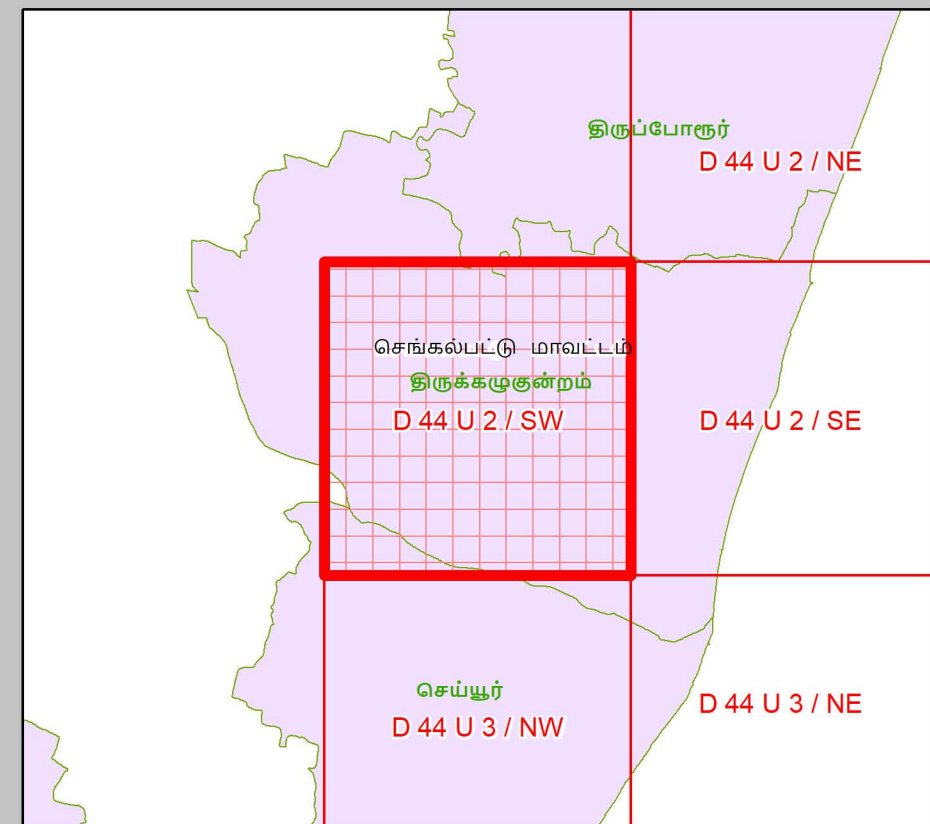 திருப்போரூர்
D 44 U 2 / NE
செங்கல்பட்டு மாவட்டம்
திருக்கழுகுன்றம்
D 44 U 2 / SW
D 44 U 2 / SE
செய்யூர்
D 44 U 3 / NW
D 44 U 3 / NE